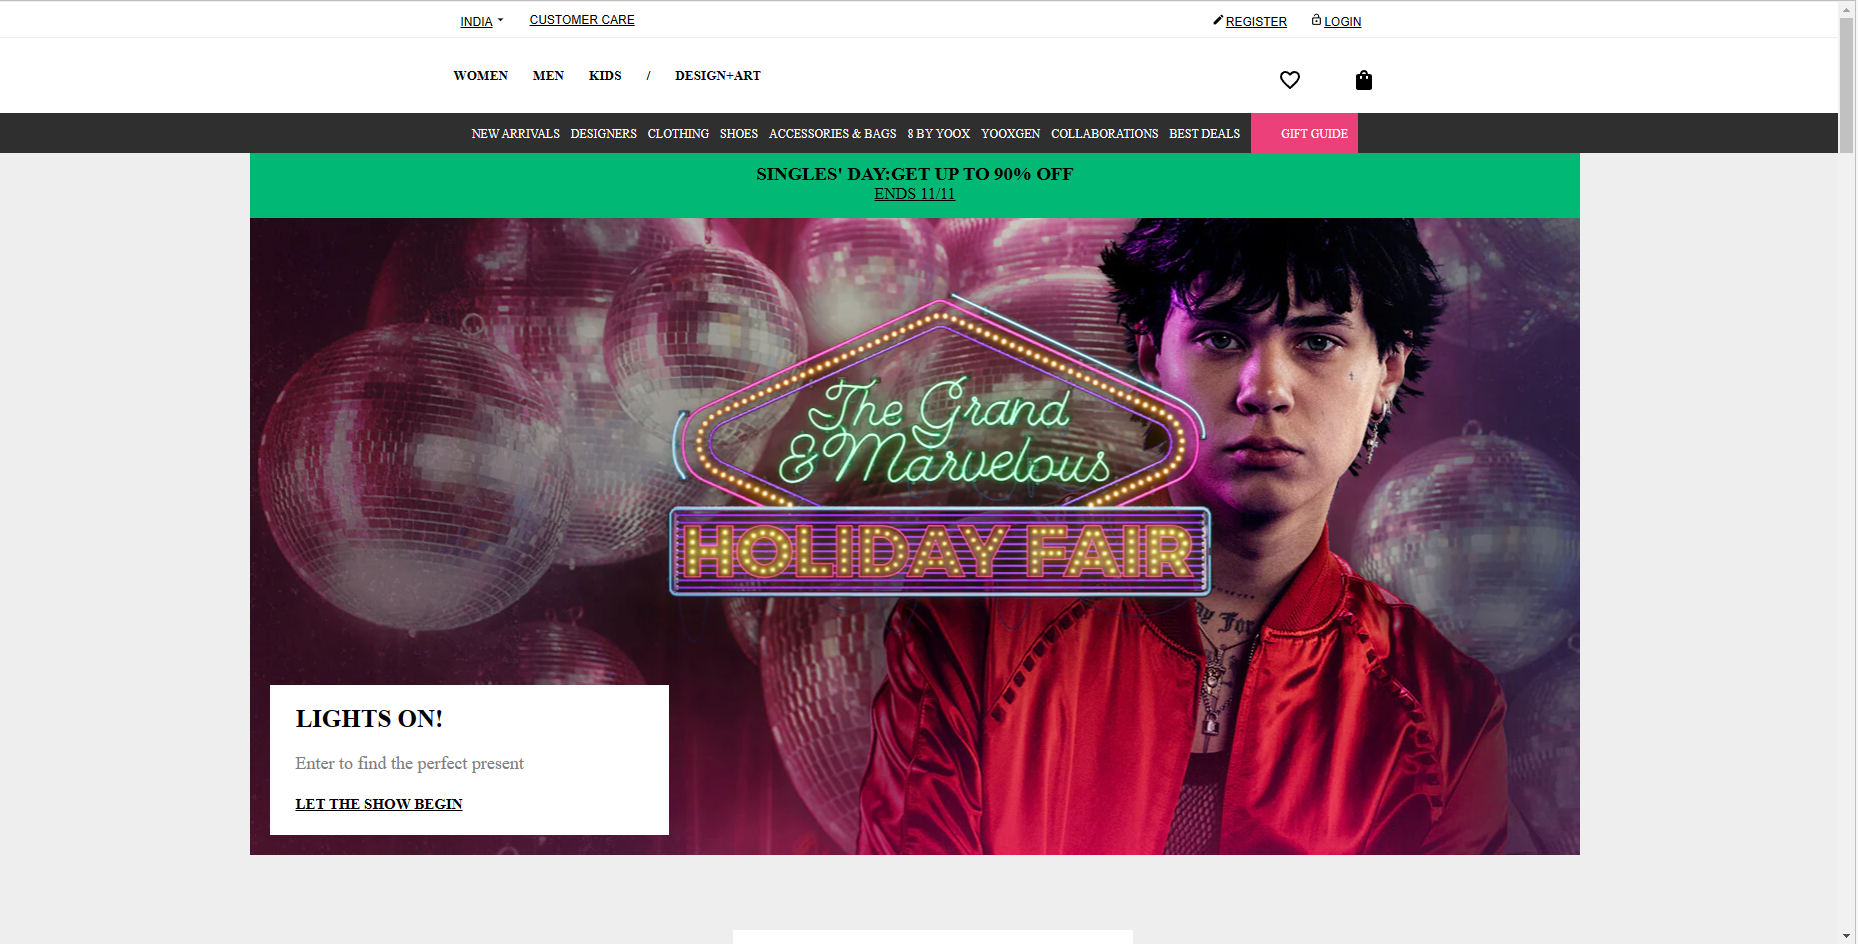 INDIA CUSTOMER CARE REGISTER LOGIN
WOMEN MEN KIDS / DESIGN+ART
NEW ARRIVALS DESIGNERS CLOTHING SHOES ACCESSORIES & BAGS 8 BY YOOX YOOXGEN COLLABORATIONS BEST DEALS GIFT GUIDE
SINGLES' DAY:GET UP TO 90% OFF
ENDS 11/11
The Grand
& Marvelous
HOLIDAY FAIR
LIGHTS ON!
Enter to find the perfect present
LET THE SHOW BEGIN